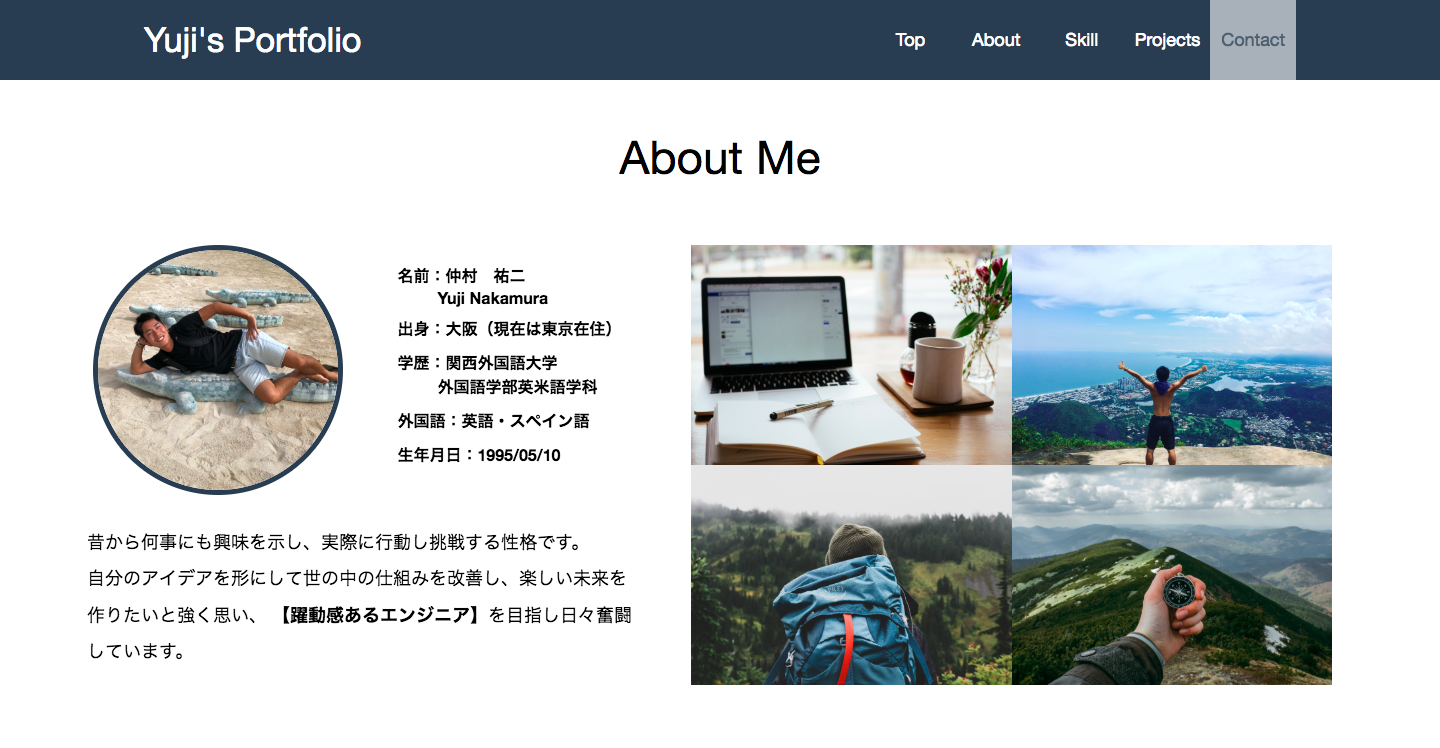 Yuji's Portfolio
Top About Skill Projects Contact
About Me
名前：仲村　祐二
Yuji Nakamura
出身：大阪（現在は東京在住）
学歴：関西外国語大学
外国語学部英米語学科
外国語：英語・スペイン語
生年月日：1995/05/10
昔から何事にも興味を示し、実際に行動し挑戦する性格です。
自分のアイデアを形にして世の中の仕組みを改善し、楽しい未来を
作りたいと強く思い、 【躍動感あるエンジニア】を目指し日々奮闘
しています。